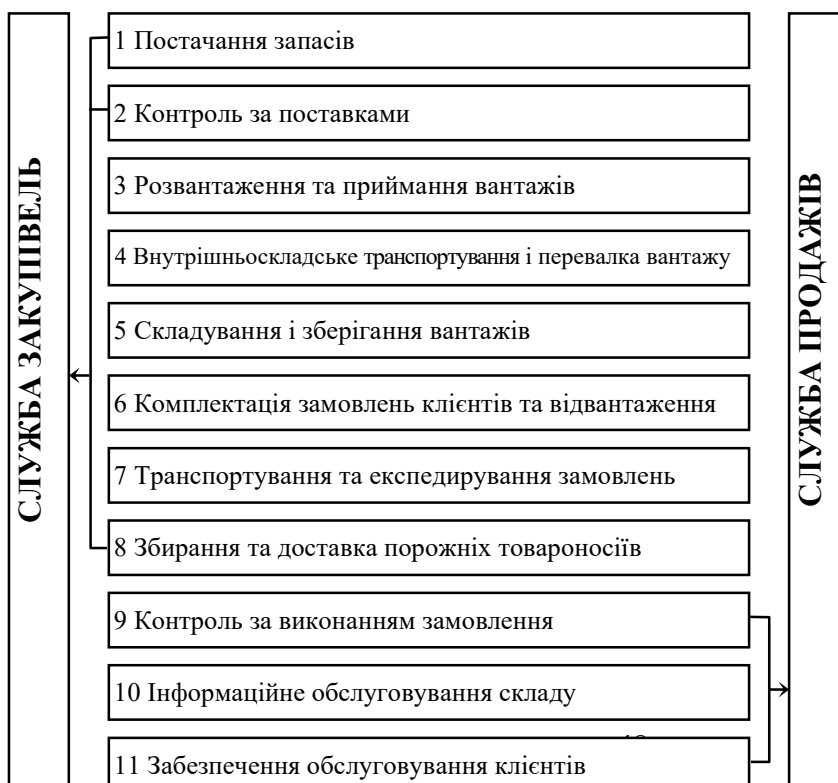 СЛУЖБА ЗАКУПІВЕЛЬ
1 Постачання запасів
2 Контроль за поставками
3 Розвантаження та приймання вантажів
4 Внутрішньоскладське транспортування і перевалка вантажу
5 Складування і зберігання вантажів
6 Комплектація замовлень клієнтів та відвантаження
7 Транспортування та експедирування замовлень
8 Збирання та доставка порожніх товароносіїв
9 Контроль за виконанням замовлення
10 Інформаційне обслуговування складу
11 Забезпечення обслуговування клієнтів
СЛУЖБА ПРОДАЖІВ